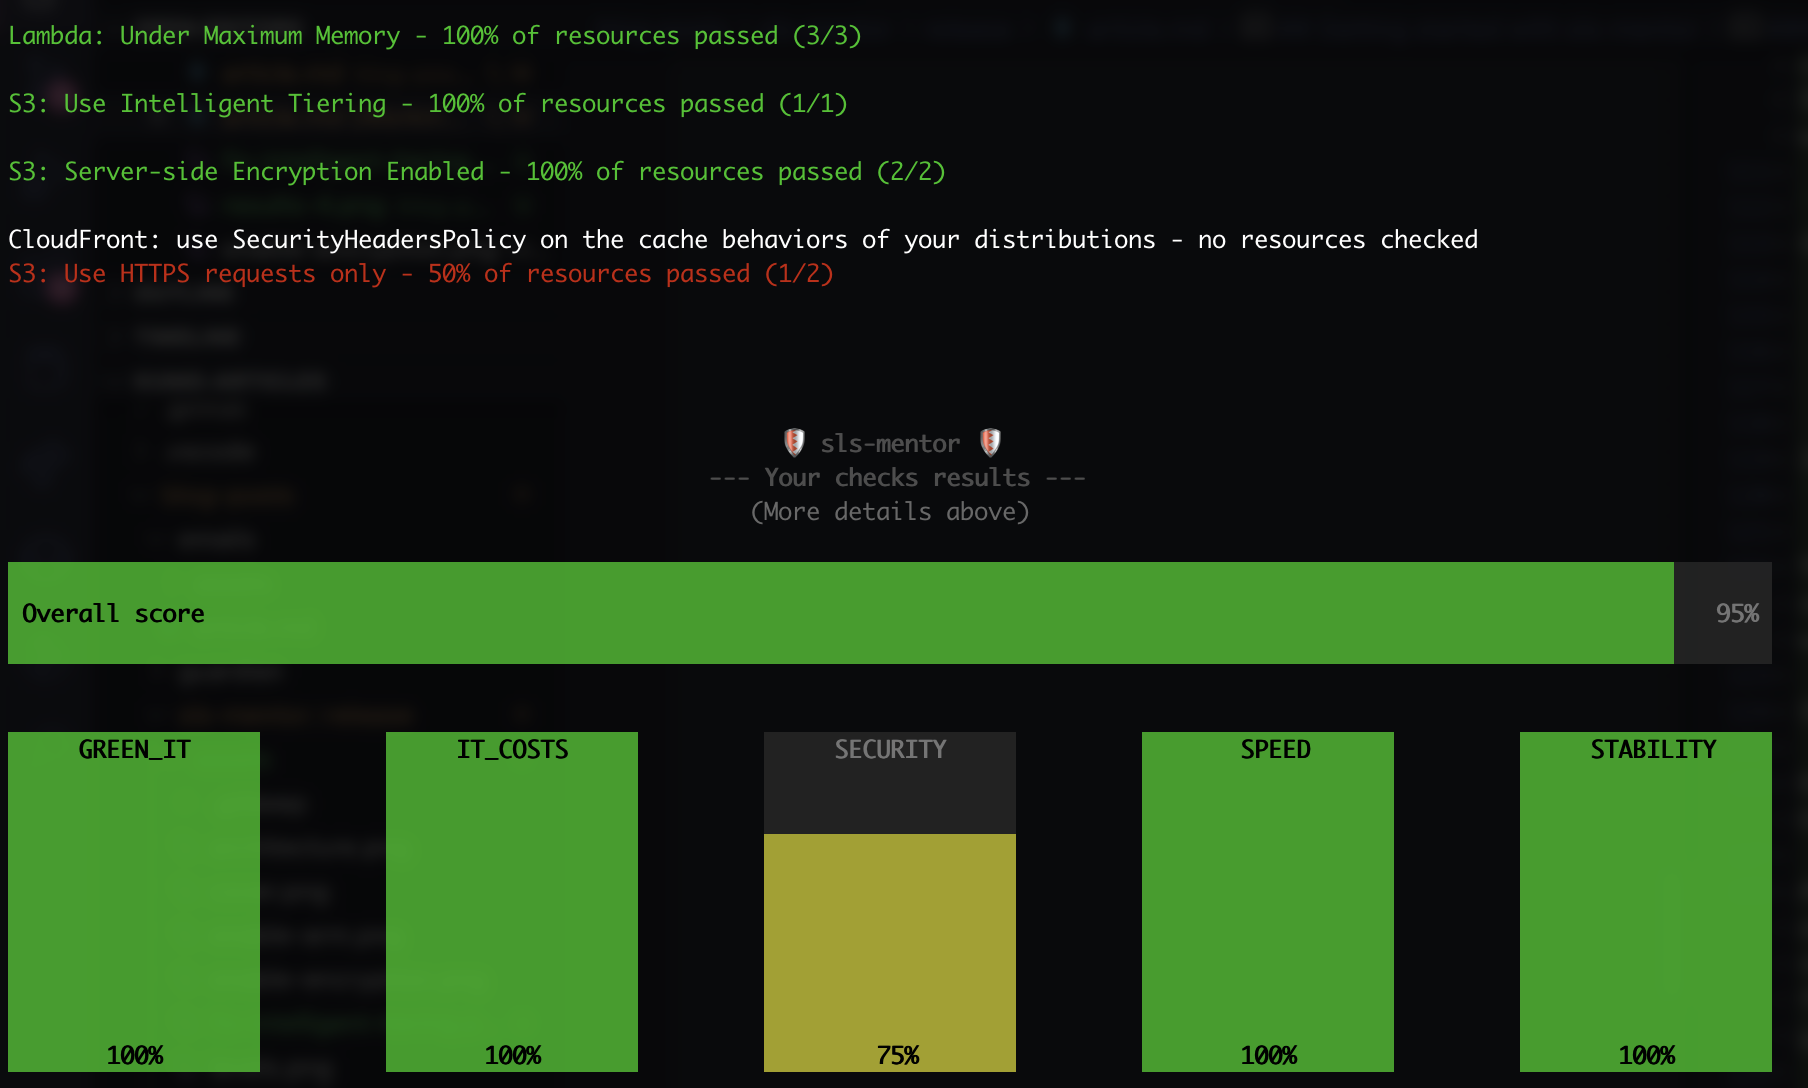 Lambda: Under Maximum Memory - 100% of resources passed (3/3)
S3: Use Intelligent Tiering - 100% of resources passed (1/1)
S3: Server-side Encryption Enabled - 100% of resources passed (2/2)
CloudFront: use SecurityHeadersPolicy on the cache behaviors of your distributions - no resources checked
S3: Use HTTPS requests only - 50% of resources passed (1/2)
sls-mentor
--- Your checks results ---
(More details above)
Overall score 95%
GREEN_IT IT_COSTS SECURITY SPEED STABILITY
100% 100% 75% 100% 100%